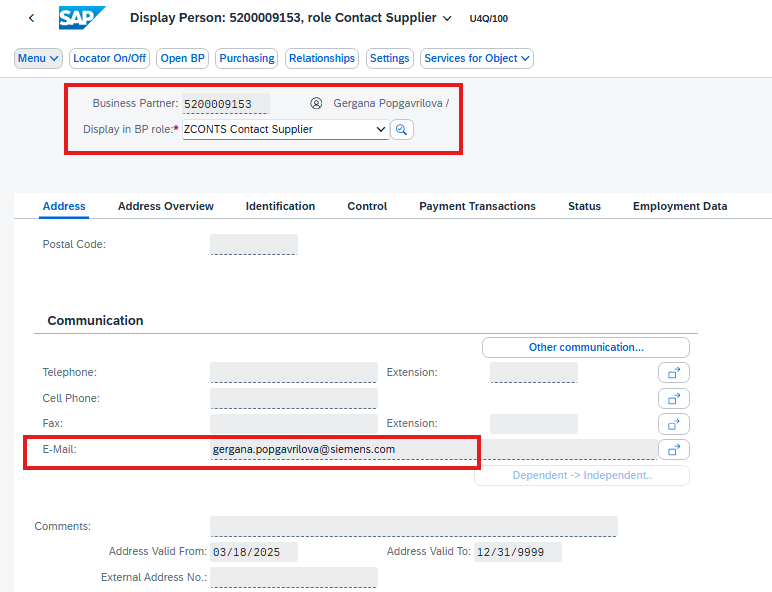 SAP Display Person: 5200009153, role Contact Supplier U4Q/100
Menu Locator On/Off Open BP Purchasing Relationships Settings Services for Object
Business Partner: 5200009153 Gergana Popgavrilova /
Display in BP role:* ZCONTS Contact Supplier
Address Address Overview Identification Control Payment Transactions Status Employment Data
Postal Code:
Communication
Other communication...
Telephone: Extension:
Cell Phone:
Fax: Extension:
E-Mail: gergana.popgavrilova@siemens.com
Dependent -> Independent..
Comments:
Address Valid From: 03/18/2025 Address Valid To: 12/31/9999
External Address No.: